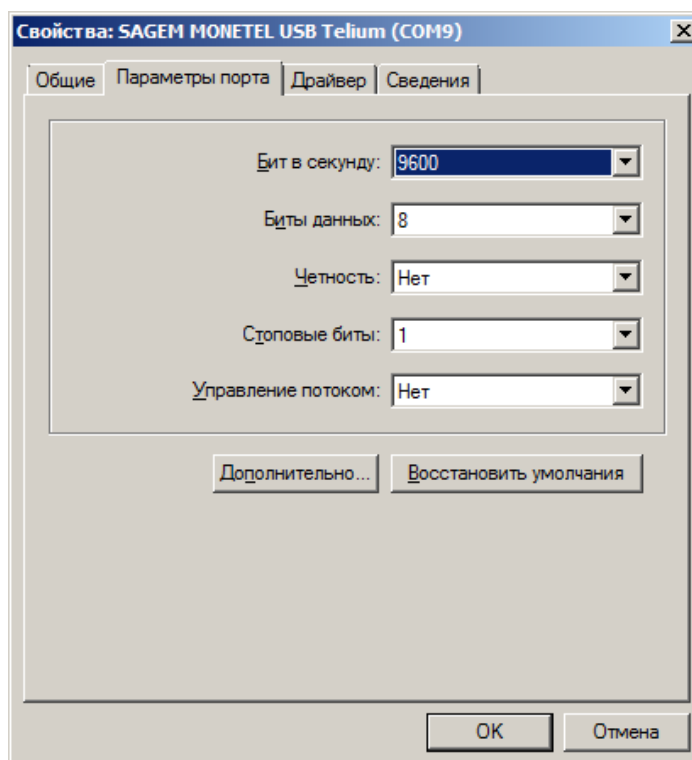 Свойства: SAGEM MONETEL USB Telium (COM9)
Общие Параметры порта Драйвер Сведения
Бит в секунду: 9600
Биты данных: 8
Четность: Нет
Стоповые биты: 1
Управление потоком: Нет
Дополнительно... Восстановить умолчания
OK Отмена